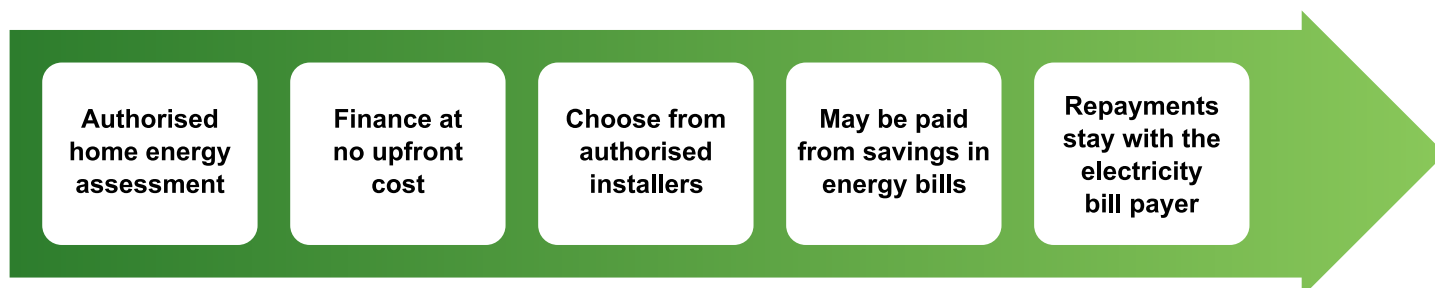 Authorised
home energy
assessment
Finance at
no upfront
cost
Choose from
authorised
installers
May be paid
from savings in
energy bills
Repayments
stay with the
electricity
bill payer